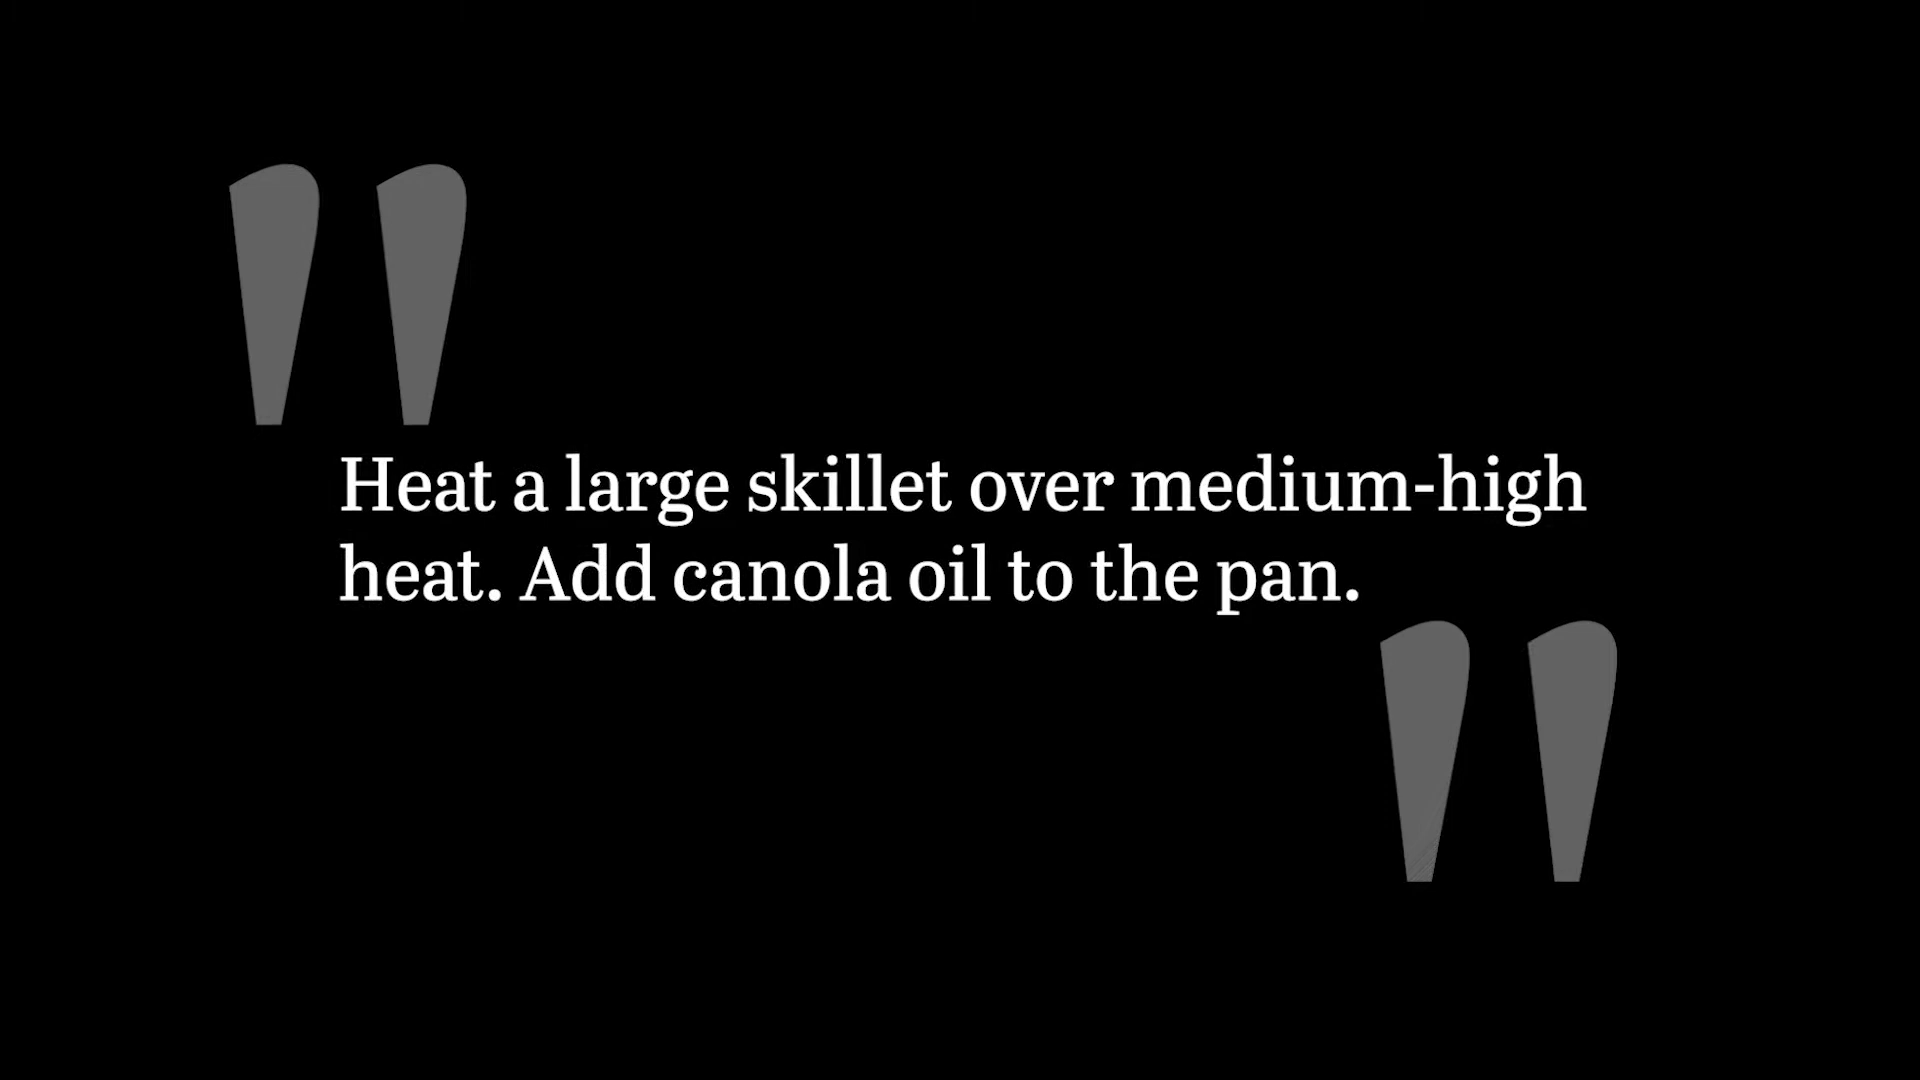 "
Heat a large skillet over medium-high
heat. Add canola oil to the pan.
"